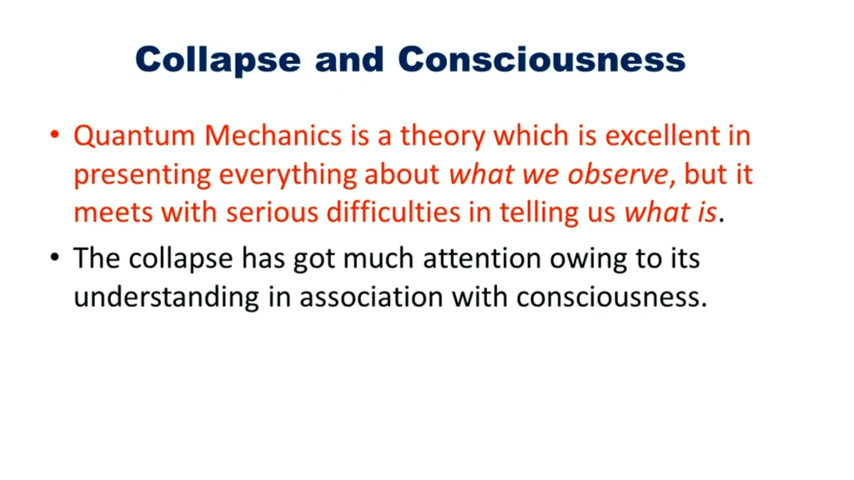 Collapse and Consciousness
• Quantum Mechanics is a theory which is excellent in
presenting everything about what we observe, but it
meets with serious difficulties in telling us what is.
• The collapse has got much attention owing to its
understanding in association with consciousness.